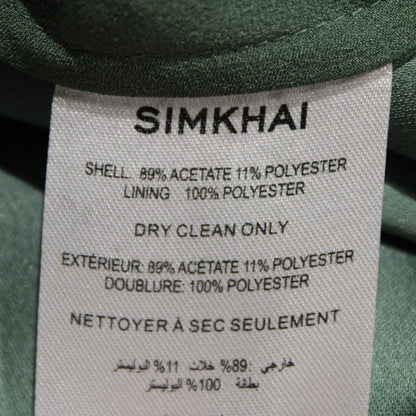 SIMKHAI
SHELL: 89% ACETATE 11% POLYESTER
LINING 100% POLYESTER
DRY CLEAN ONLY
EXTÉRIEUR: 89% ACÉTATE 11% POLYESTER
DOUBLURE: 100% POLYESTER
NETTOYER À SEC SEULEMENT
خارجي: 89% خلات 11% البوليستر
بطانة 100% البوليستر